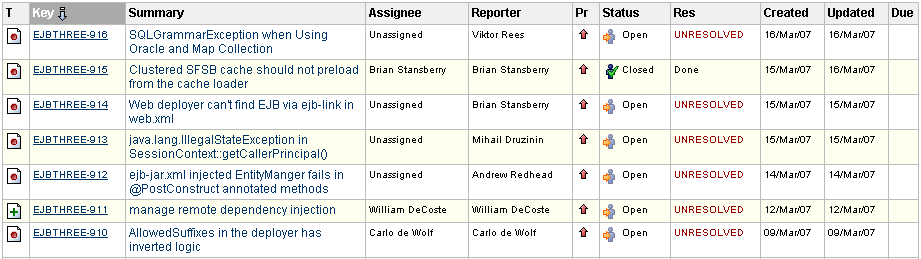 T Key Summary Assignee Reporter Pr Status Res Created Updated Due
EJBTHREE-916 SQLGrammarException when Using Oracle and Map Collection Unassigned Viktor Rees Open UNRESOLVED 16/Mar/07 16/Mar/07
EJBTHREE-915 Clustered SFSB cache should not preload from the cache loader Brian Stansberry Brian Stansberry Closed Done 15/Mar/07 16/Mar/07
EJBTHREE-914 Web deployer can't find EJB via ejb-link in web.xml Unassigned Brian Stansberry Open UNRESOLVED 15/Mar/07 15/Mar/07
EJBTHREE-913 java.lang.IllegalStateException in SessionContext::getCallerPrincipal() Unassigned Mihail Druzinin Open UNRESOLVED 15/Mar/07 15/Mar/07
EJBTHREE-912 ejb-jar.xml injected EntityManger fails in @PostConstruct annotated methods Unassigned Andrew Redhead Open UNRESOLVED 14/Mar/07 14/Mar/07
EJBTHREE-911 manage remote dependency injection William DeCoste William DeCoste Open UNRESOLVED 12/Mar/07 12/Mar/07
EJBTHREE-910 AllowedSuffixes in the deployer has inverted logic Carlo de Wolf Carlo de Wolf Open UNRESOLVED 09/Mar/07 09/Mar/07